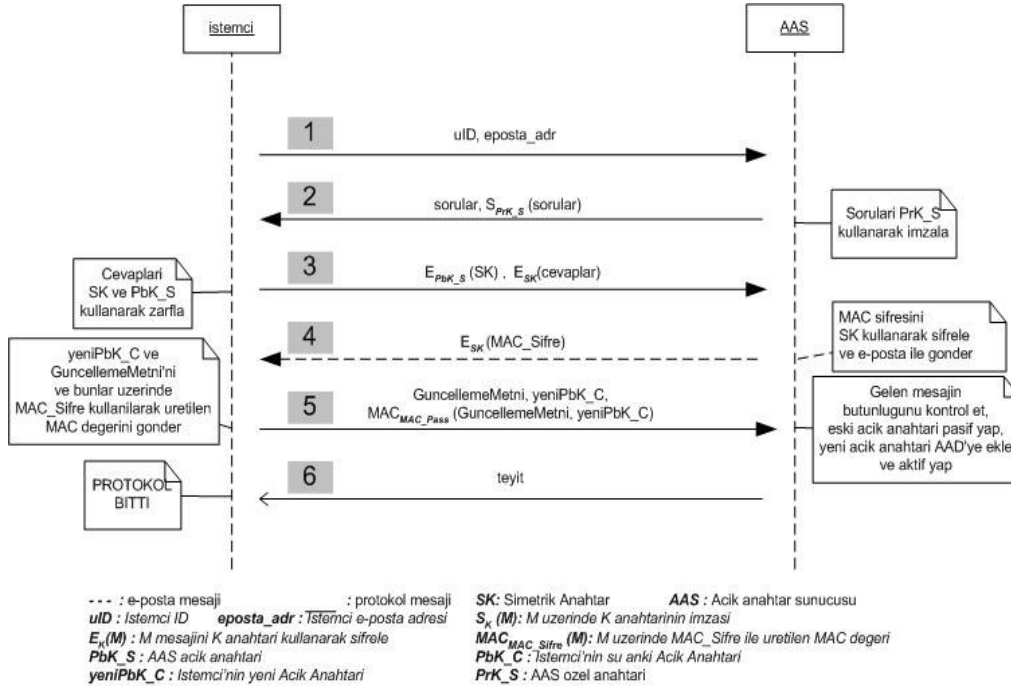 istemci
AAS
1
uID, eposta_adr
2
sorular, S_PrK_S (sorular)
Sorulari PrK_S
kullanarak imzala
3
E_PbK_S (SK) , E_SK(cevaplar)
Cevaplari
SK ve PbK_S
kullanarak zarfla
4
E_SK (MAC_Sifre)
MAC sifresini
SK kullanarak sifrele
ve e-posta ile gonder
yeniPbK_C ve
GuncellemeMetni'ni
ve bunlar uzerinde
MAC_Sifre kullanilarak uretilen
MAC degerini gonder
5
GuncellemeMetni, yeniPbK_C,
MAC_MAC_Pass (GuncellemeMetni, yeniPbK_C)
Gelen mesajin
butunlugunu kontrol et,
eski acik anahtari pasif yap,
yeni acik anahtari AAD'ye ekle
ve aktif yap
6
teyit
PROTOKOL
BITTI
- - - : e-posta mesaji
: protokol mesaji
SK: Simetrik Anahtar
AAS : Acik anahtar sunucusu
uID : Istemci ID
eposta_adr : Istemci e-posta adresi
S_K (M): M uzerinde K anahtarinin imzasi
E_K(M) : M mesajini K anahtari kullanarak sifrele
MAC_MAC_Sifre (M): M uzerinde MAC_Sifre ile uretilen MAC degeri
PbK_S : AAS acik anahtari
PbK_C : Istemci'nin su anki Acik Anahtari
yeniPbK_C : Istemci'nin yeni Acik Anahtari
PrK_S : AAS ozel anahtari